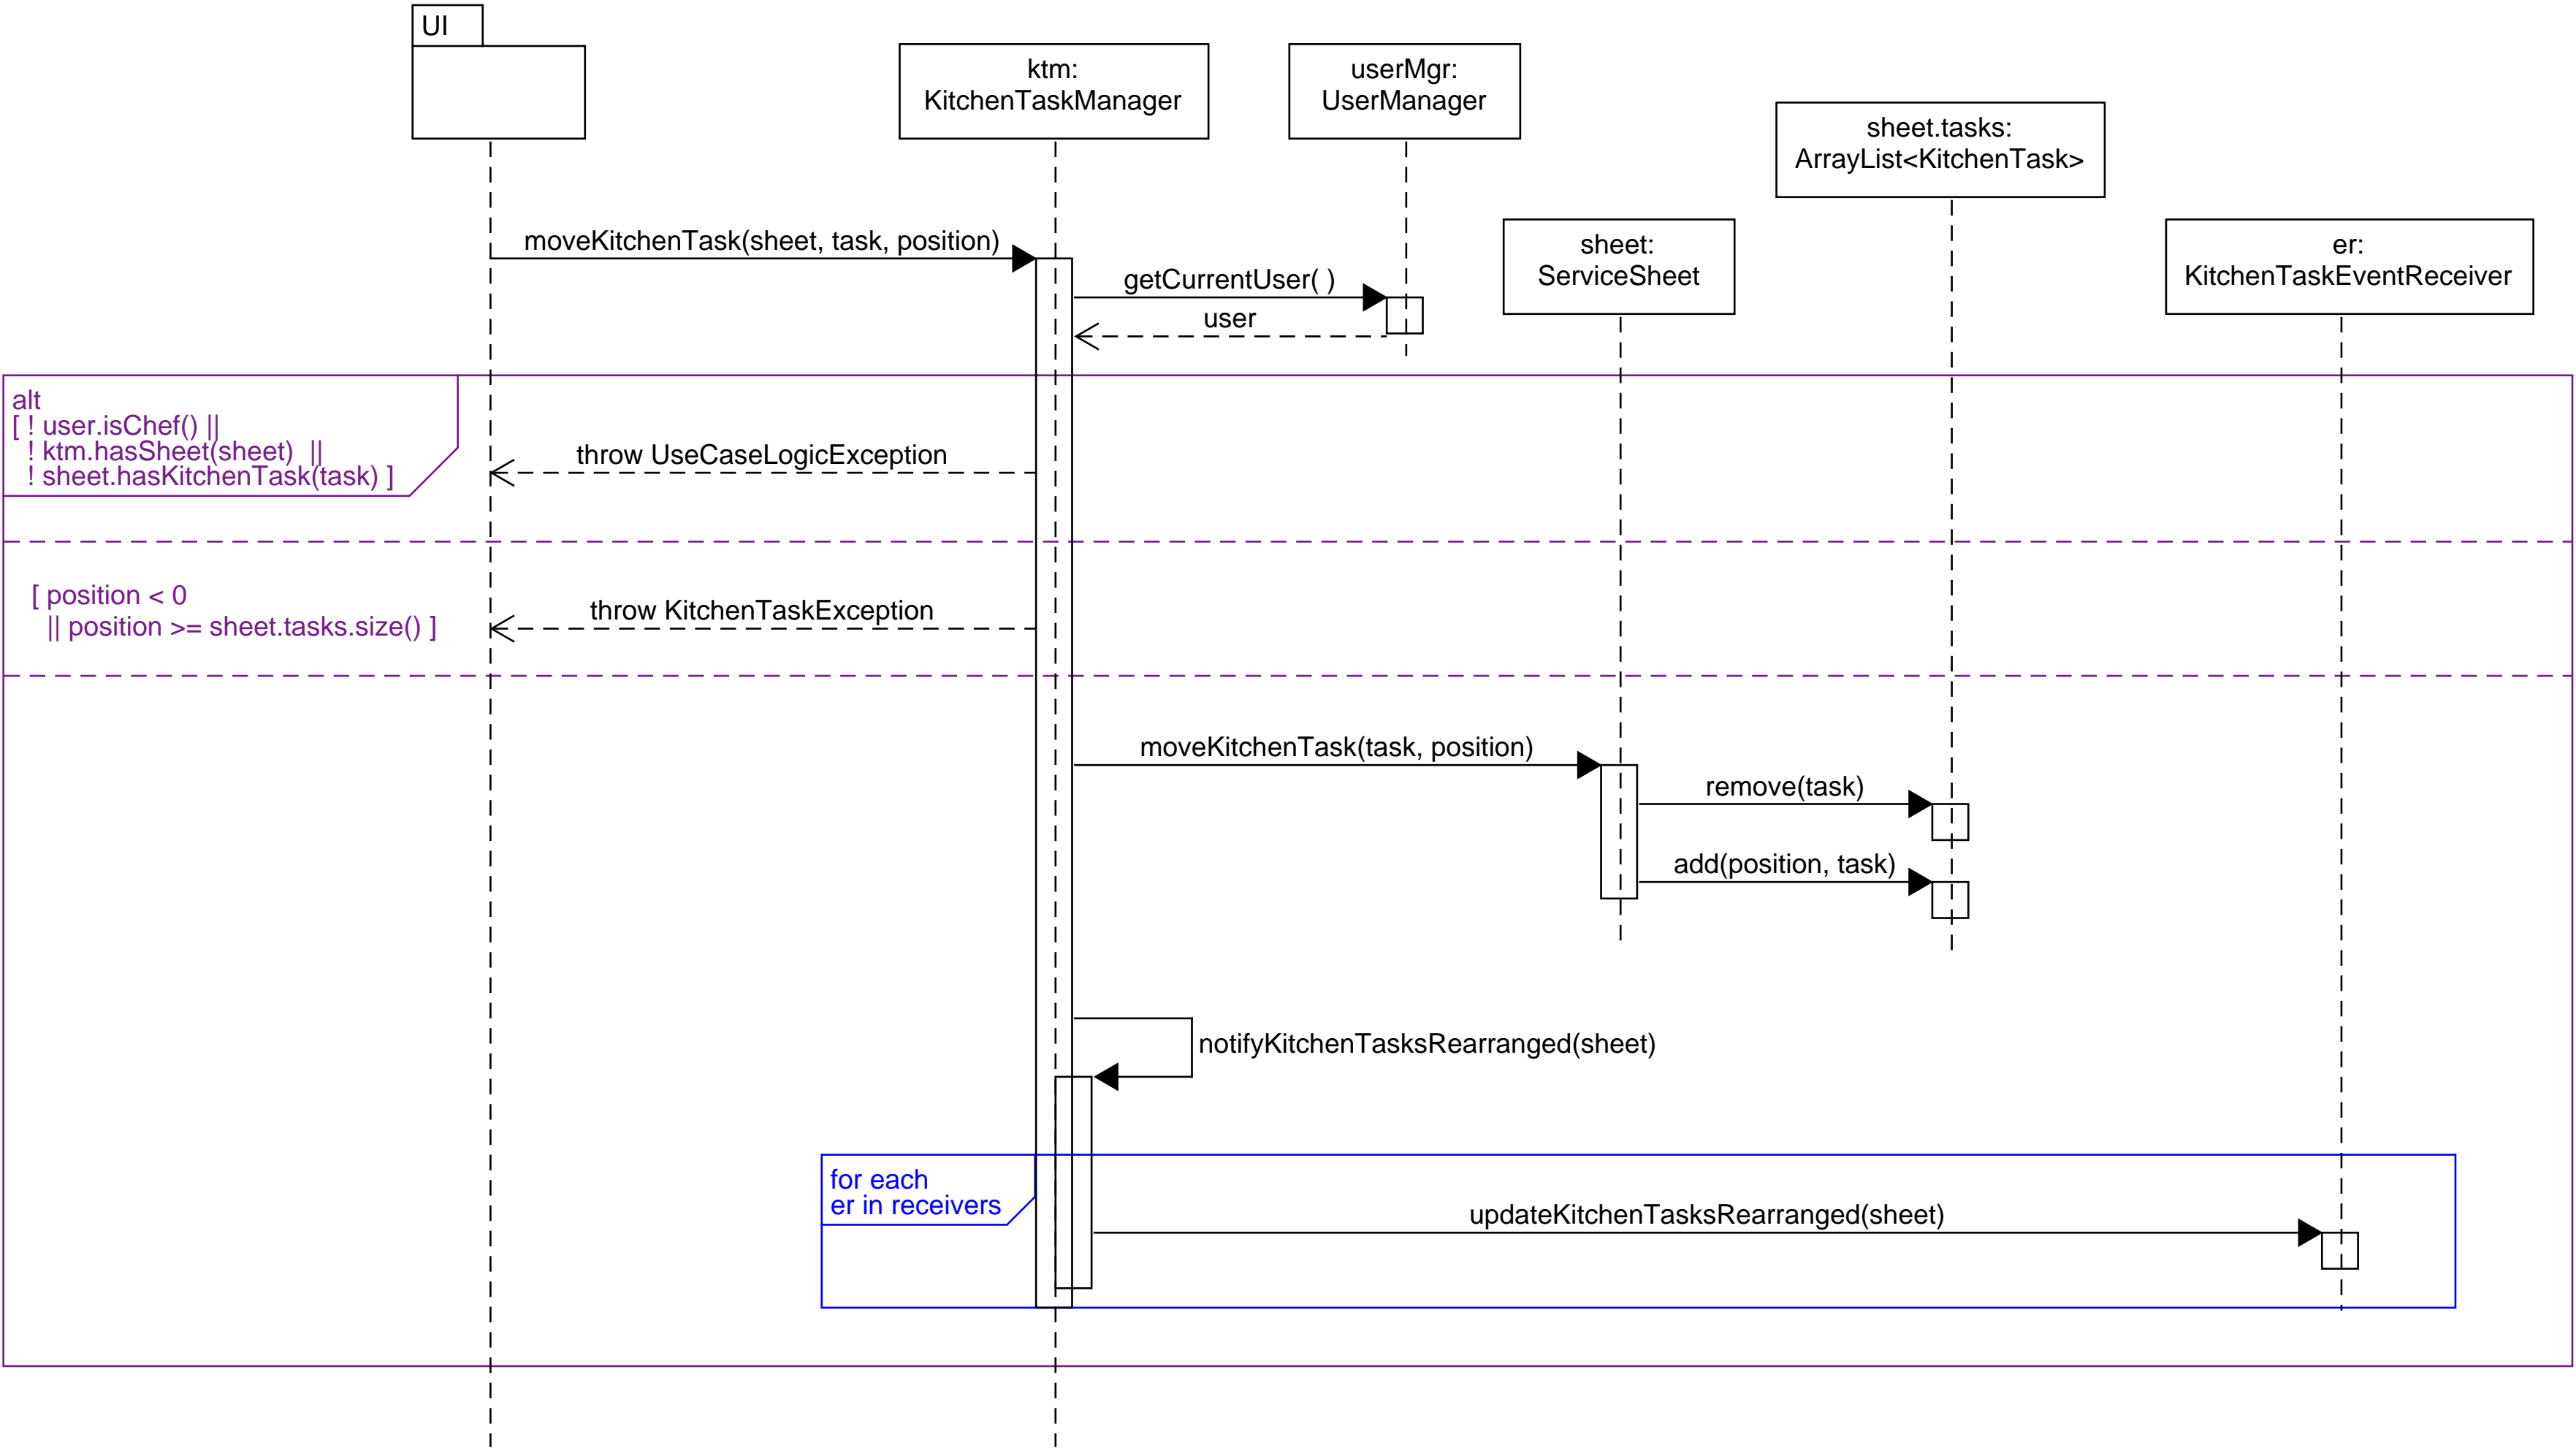 UI
ktm:
KitchenTaskManager
userMgr:
UserManager
sheet.tasks:
ArrayList<KitchenTask>
sheet:
ServiceSheet
er:
KitchenTaskEventReceiver
moveKitchenTask(sheet, task, position)
getCurrentUser( )
user
alt
[ ! user.isChef() ||
! ktm.hasSheet(sheet) ||
! sheet.hasKitchenTask(task) ]
throw UseCaseLogicException
[ position < 0
|| position >= sheet.tasks.size() ]
throw KitchenTaskException
moveKitchenTask(task, position)
remove(task)
add(position, task)
notifyKitchenTasksRearranged(sheet)
for each
er in receivers
updateKitchenTasksRearranged(sheet)